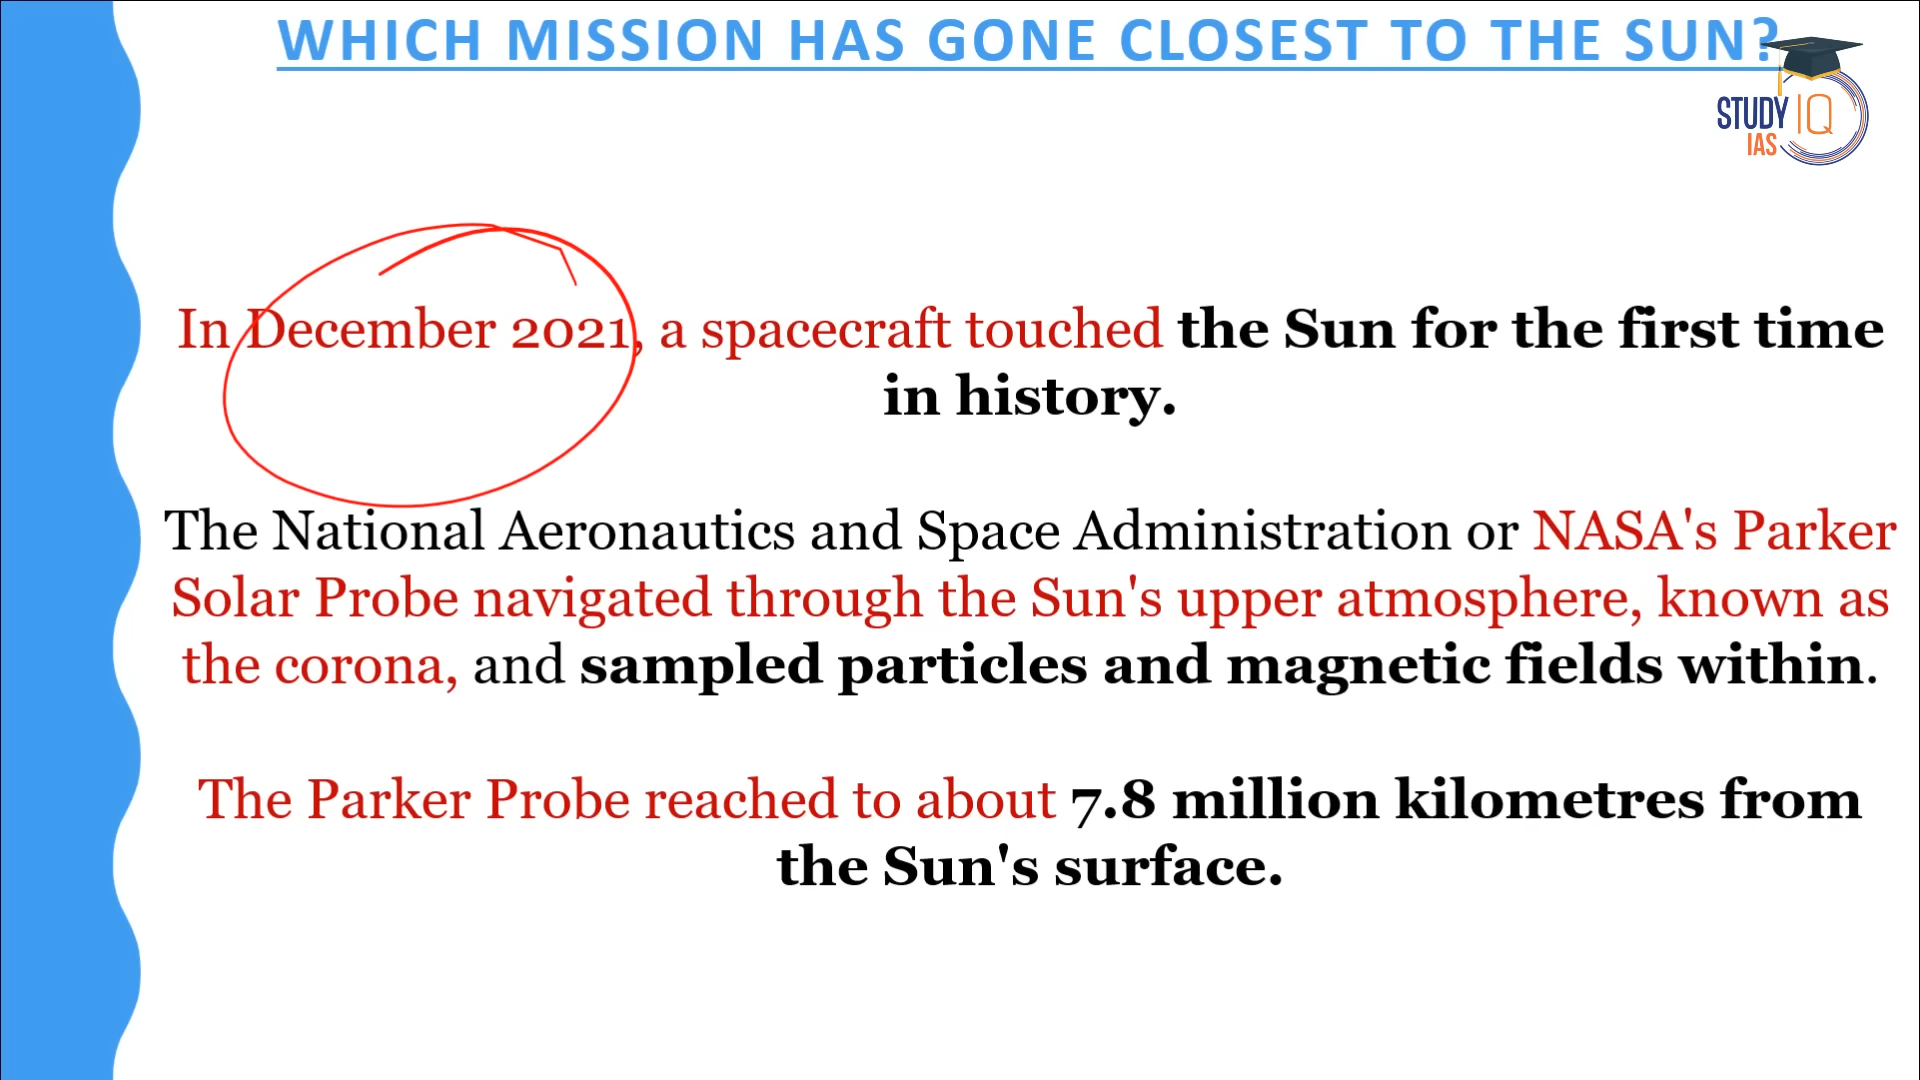 WHICH MISSION HAS GONE CLOSEST TO THE SUN?
STUDY IQ
IAS
In December 2021, a spacecraft touched the Sun for the first time
in history.
The National Aeronautics and Space Administration or NASA's Parker
Solar Probe navigated through the Sun's upper atmosphere, known as
the corona, and sampled particles and magnetic fields within.
The Parker Probe reached to about 7.8 million kilometres from
the Sun's surface.